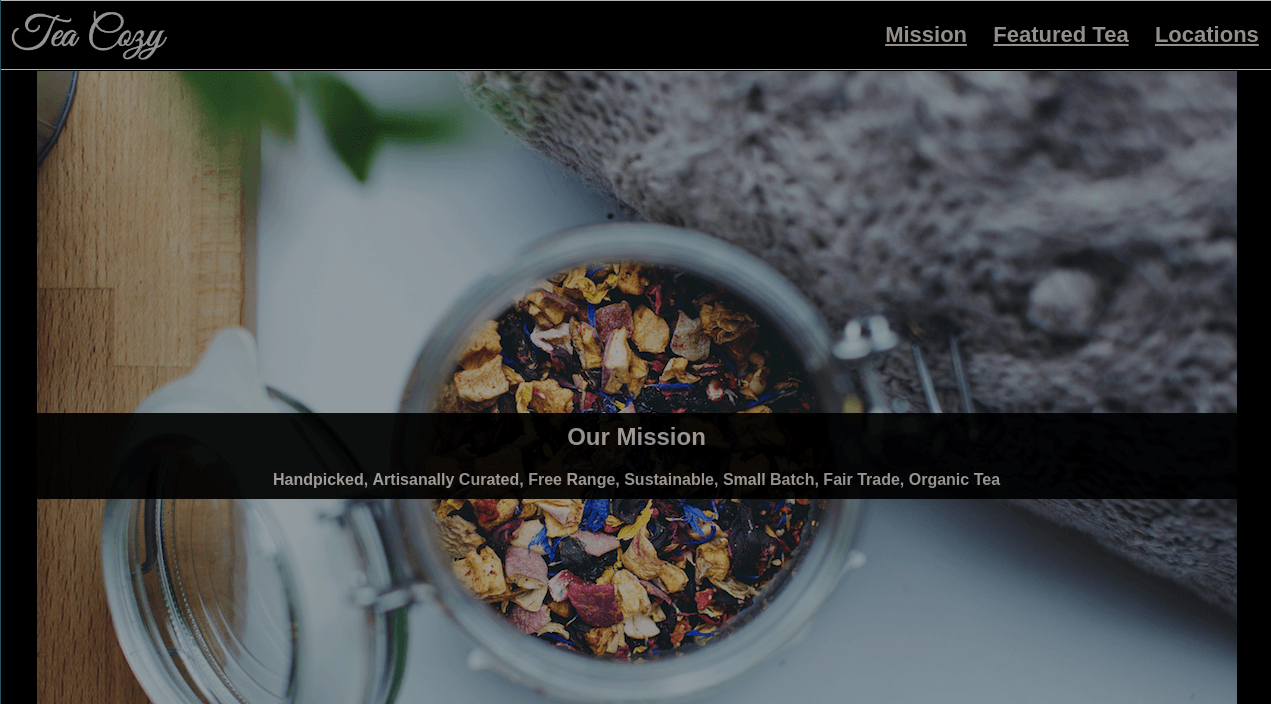 Tea Cozy
Mission Featured Tea Locations
Our Mission
Handpicked, Artisanally Curated, Free Range, Sustainable, Small Batch, Fair Trade, Organic Tea